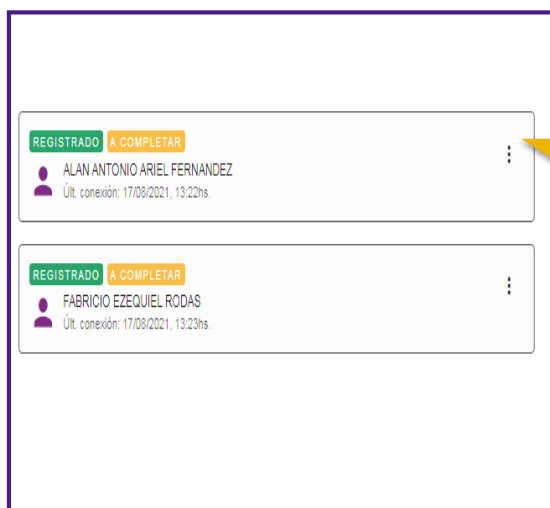 REGISTRADO A COMPLETAR
ALAN ANTONIO ARIEL FERNANDEZ
Últ. conexión: 17/08/2021, 13:22hs.
REGISTRADO A COMPLETAR
FABRICIO EZEQUIEL RODAS
Últ. conexión: 17/08/2021, 13:23hs.